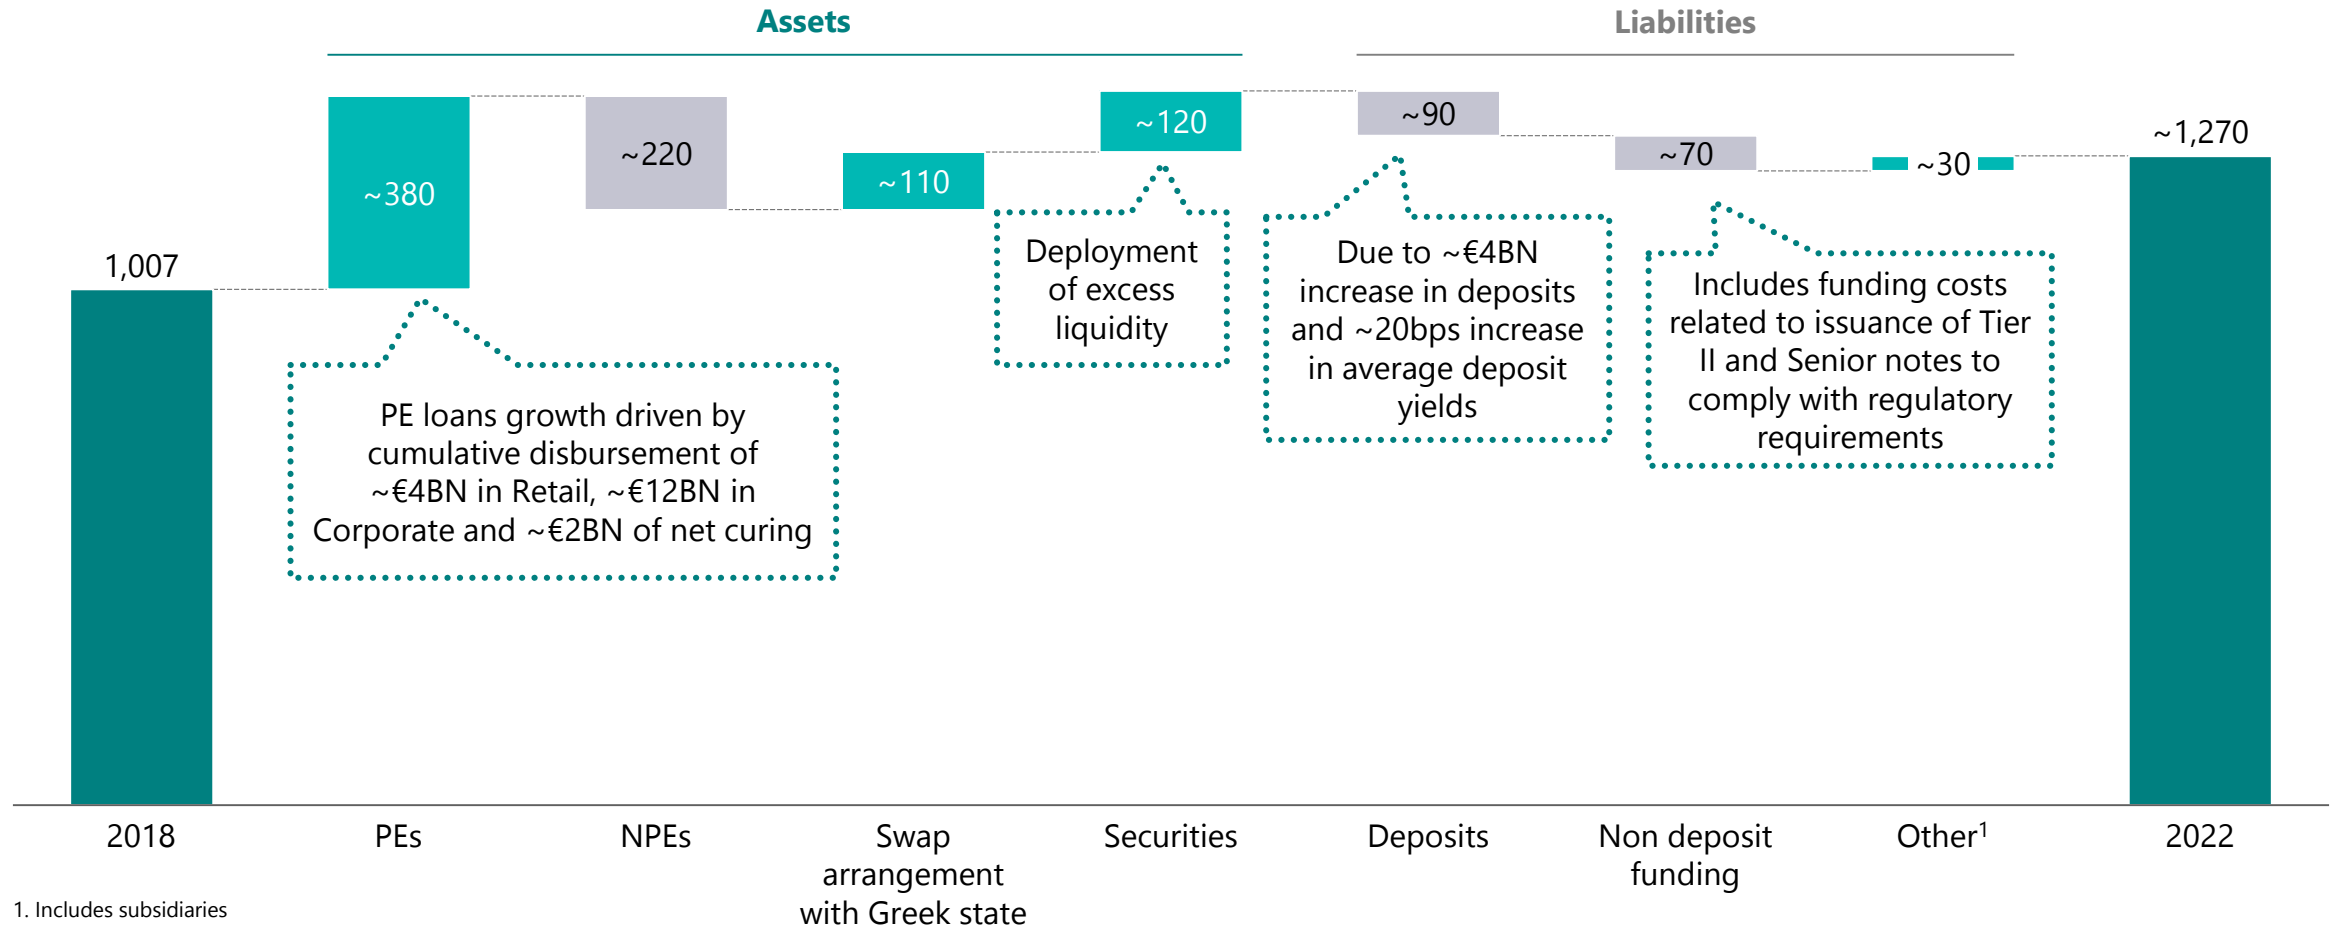 Assets
Liabilities
1,007
~380
~220
~110
~120
~90
~70
~30
~1,270
PE loans growth driven by
cumulative disbursement of
~€4BN in Retail, ~€12BN in
Corporate and ~€2BN of net curing
Deployment
of excess
liquidity
Due to ~€4BN
increase in deposits
and ~20bps increase
in average deposit
yields
Includes funding costs
related to issuance of Tier
II and Senior notes to
comply with regulatory
requirements
2018
PEs
NPEs
Swap
arrangement
with Greek state
Securities
Deposits
Non deposit
funding
Other¹
2022
1. Includes subsidiaries